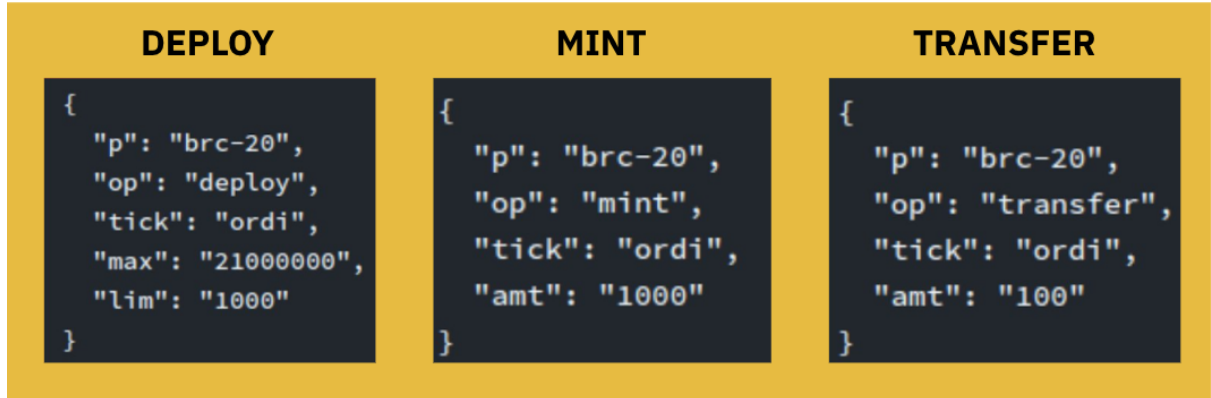 DEPLOY
{
"p": "brc-20",
"op": "deploy",
"tick": "ordi",
"max": "21000000",
"lim": "1000"
}
MINT
{
"p": "brc-20",
"op": "mint",
"tick": "ordi",
"amt": "1000"
}
TRANSFER
{
"p": "brc-20",
"op": "transfer",
"tick": "ordi",
"amt": "100"
}